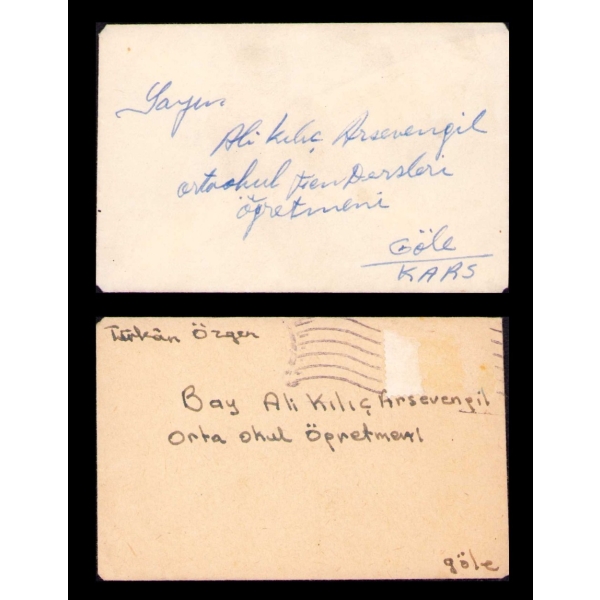 Sayın
Ali Kılıç Arsevengil
ortaokul Fen Dersleri
öğretmeni
Göle
KARS
Türkân Özger
Bay Ali Kılıç Arsevengil
Orta okul Öğretmeni
göle